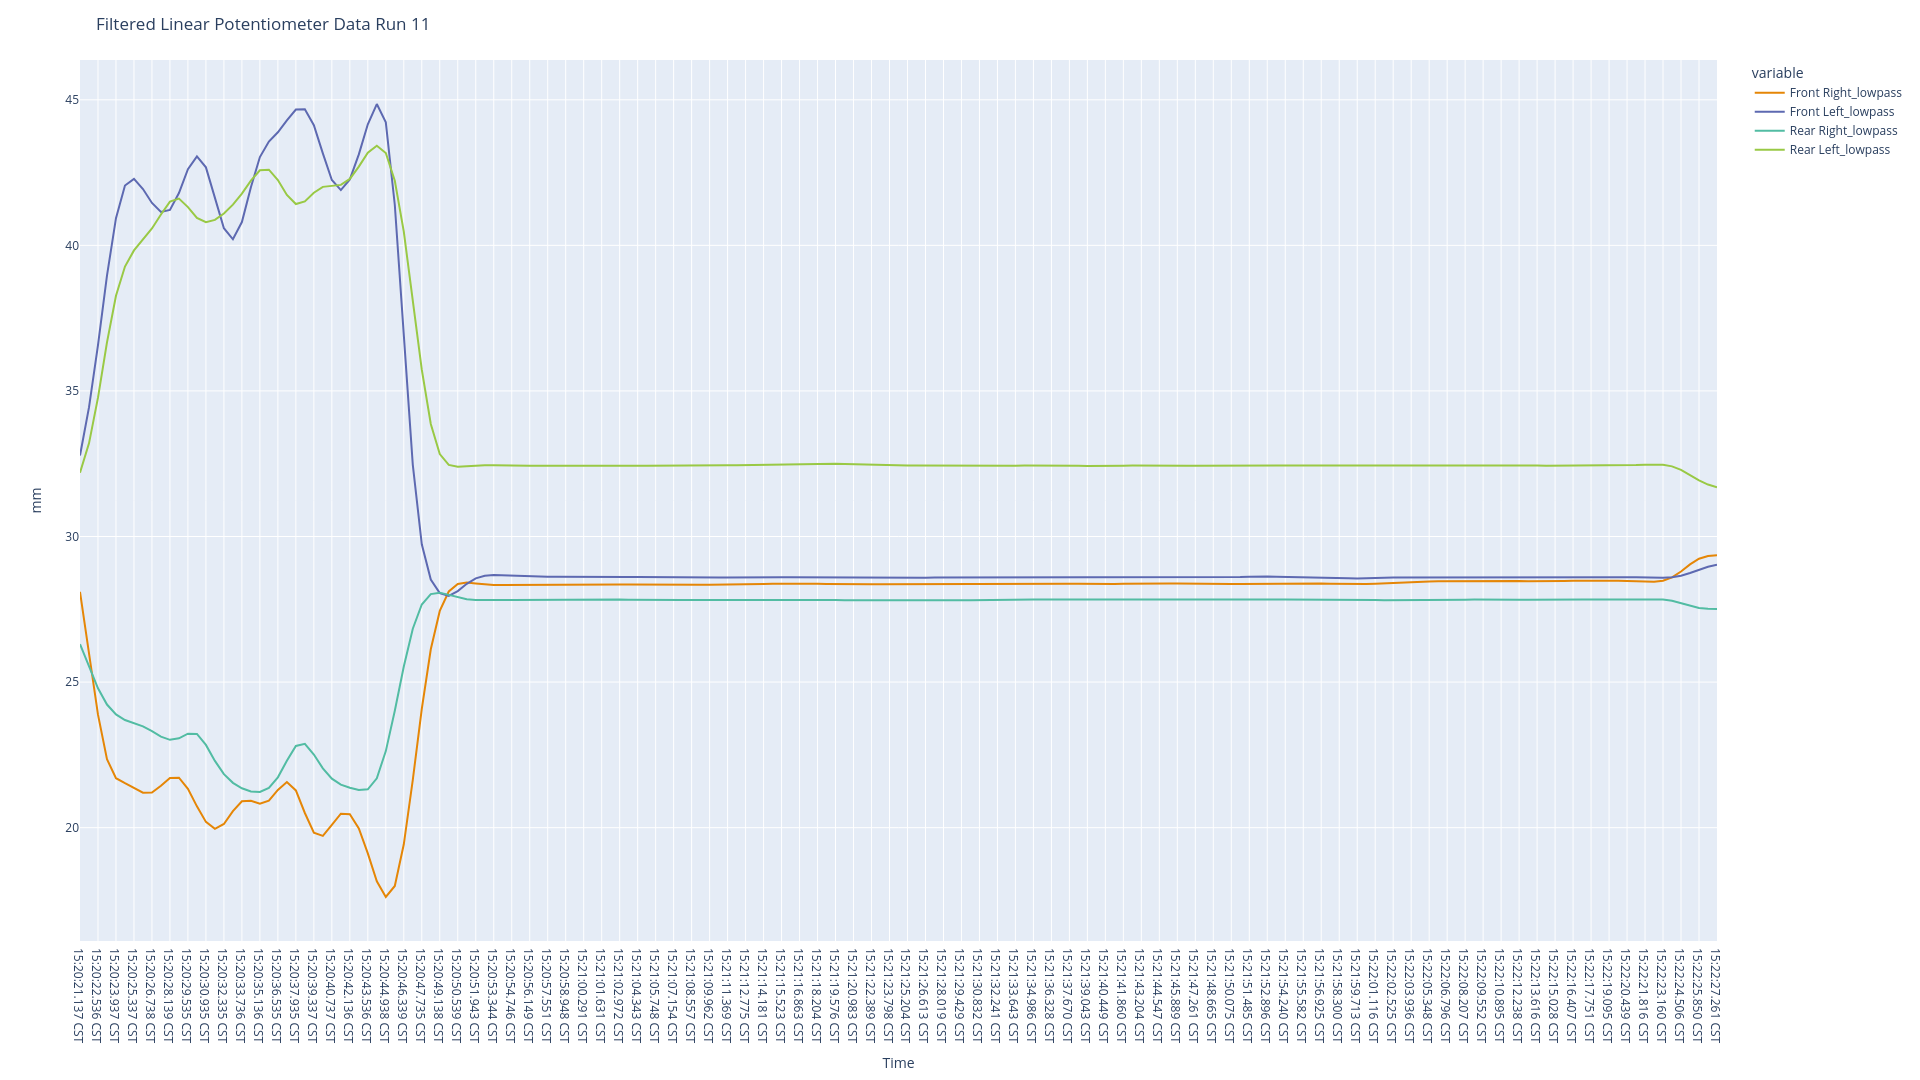 Filtered Linear Potentiometer Data Run 11
variable
Front Right_lowpass
Front Left_lowpass
Rear Right_lowpass
Rear Left_lowpass
45
40
35
30
25
20
mm
15:20:21.137 CST
15:20:22.536 CST
15:20:23.937 CST
15:20:25.337 CST
15:20:26.738 CST
15:20:28.139 CST
15:20:29.535 CST
15:20:30.935 CST
15:20:32.335 CST
15:20:33.736 CST
15:20:35.136 CST
15:20:36.535 CST
15:20:37.935 CST
15:20:39.337 CST
15:20:40.737 CST
15:20:42.136 CST
15:20:43.536 CST
15:20:44.938 CST
15:20:46.339 CST
15:20:47.735 CST
15:20:49.138 CST
15:20:50.539 CST
15:20:51.943 CST
15:20:53.344 CST
15:20:54.746 CST
15:20:56.149 CST
15:20:57.551 CST
15:20:58.948 CST
15:21:00.291 CST
15:21:01.631 CST
15:21:02.972 CST
15:21:04.343 CST
15:21:05.748 CST
15:21:07.154 CST
15:21:08.557 CST
15:21:09.962 CST
15:21:11.369 CST
15:21:12.775 CST
15:21:14.181 CST
15:21:15.523 CST
15:21:16.863 CST
15:21:18.204 CST
15:21:19.576 CST
15:21:20.983 CST
15:21:22.389 CST
15:21:23.798 CST
15:21:25.204 CST
15:21:26.613 CST
15:21:28.019 CST
15:21:29.429 CST
15:21:30.832 CST
15:21:32.241 CST
15:21:33.643 CST
15:21:34.986 CST
15:21:36.328 CST
15:21:37.670 CST
15:21:39.043 CST
15:21:40.449 CST
15:21:41.860 CST
15:21:43.204 CST
15:21:44.547 CST
15:21:45.889 CST
15:21:47.261 CST
15:21:48.665 CST
15:21:50.075 CST
15:21:51.485 CST
15:21:52.896 CST
15:21:54.240 CST
15:21:55.582 CST
15:21:56.925 CST
15:21:58.300 CST
15:21:59.713 CST
15:22:01.116 CST
15:22:02.525 CST
15:22:03.936 CST
15:22:05.348 CST
15:22:06.796 CST
15:22:08.207 CST
15:22:09.552 CST
15:22:10.895 CST
15:22:12.238 CST
15:22:13.616 CST
15:22:15.028 CST
15:22:16.407 CST
15:22:17.751 CST
15:22:19.095 CST
15:22:20.439 CST
15:22:21.816 CST
15:22:23.160 CST
15:22:24.506 CST
15:22:25.850 CST
15:22:27.261 CST
Time